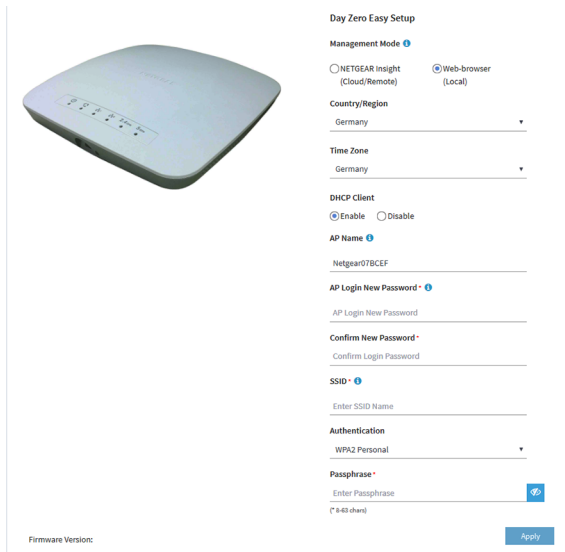 Day Zero Easy Setup
Management Mode
NETGEAR Insight
(Cloud/Remote)
Web-browser
(Local)
Country/Region
Germany
Time Zone
Germany
DHCP Client
Enable
Disable
AP Name
Netgear07BCEF
AP Login New Password *
AP Login New Password
Confirm New Password *
Confirm Login Password
SSID *
Enter SSID Name
Authentication
WPA2 Personal
Passphrase *
Enter Passphrase
(* 8-63 chars)
Apply
Firmware Version: